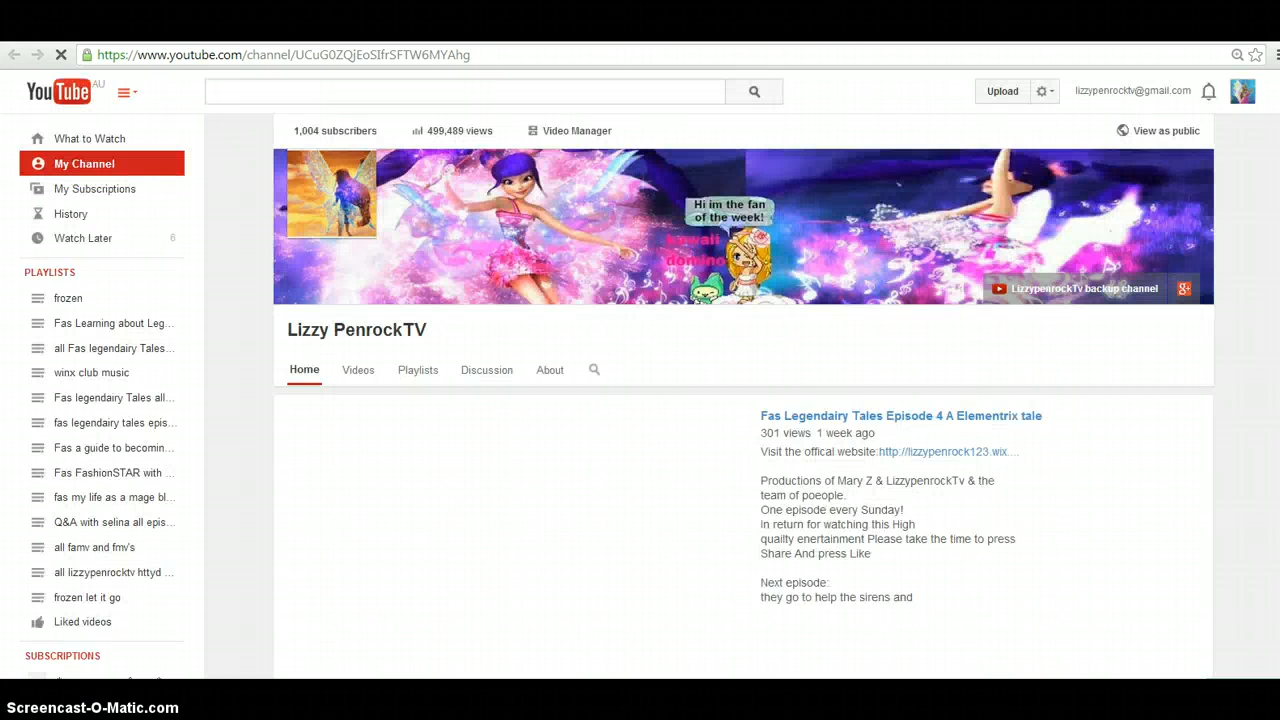 https://www.youtube.com/channel/UCuG0ZQjEoSIfrSFTW6MYAhg
YouTube AU
Upload
lizzypenrocktv@gmail.com
1,004 subscribers
499,489 views
Video Manager
View as public
What to Watch
My Channel
My Subscriptions
History
Watch Later 6
PLAYLISTS
frozen
Fas Learning about Leg...
all Fas legendairy Tales...
winx club music
Fas legendary Tales all...
fas legendary tales epis...
Fas a guide to becomin...
Fas FashionSTAR with ...
fas my life as a mage bl...
Q&A with selina all epis...
all famv and fmv's
all lizzypenrocktv httyd ...
frozen let it go
Liked videos
SUBSCRIPTIONS
Hi im the fan
of the week!
kawaii
domino
LizzypenrockTv backup channel
Lizzy PenrockTV
Home
Videos
Playlists
Discussion
About
Fas Legendairy Tales Episode 4 A Elementrix tale
301 views 1 week ago
Visit the offical website:http://lizzypenrock123.wix....
Productions of Mary Z & LizzypenrockTv & the
team of poeople.
One episode every Sunday!
In return for watching this High
quailty enertainment Please take the time to press
Share And press Like
Next episode:
they go to help the sirens and
Screencast-O-Matic.com